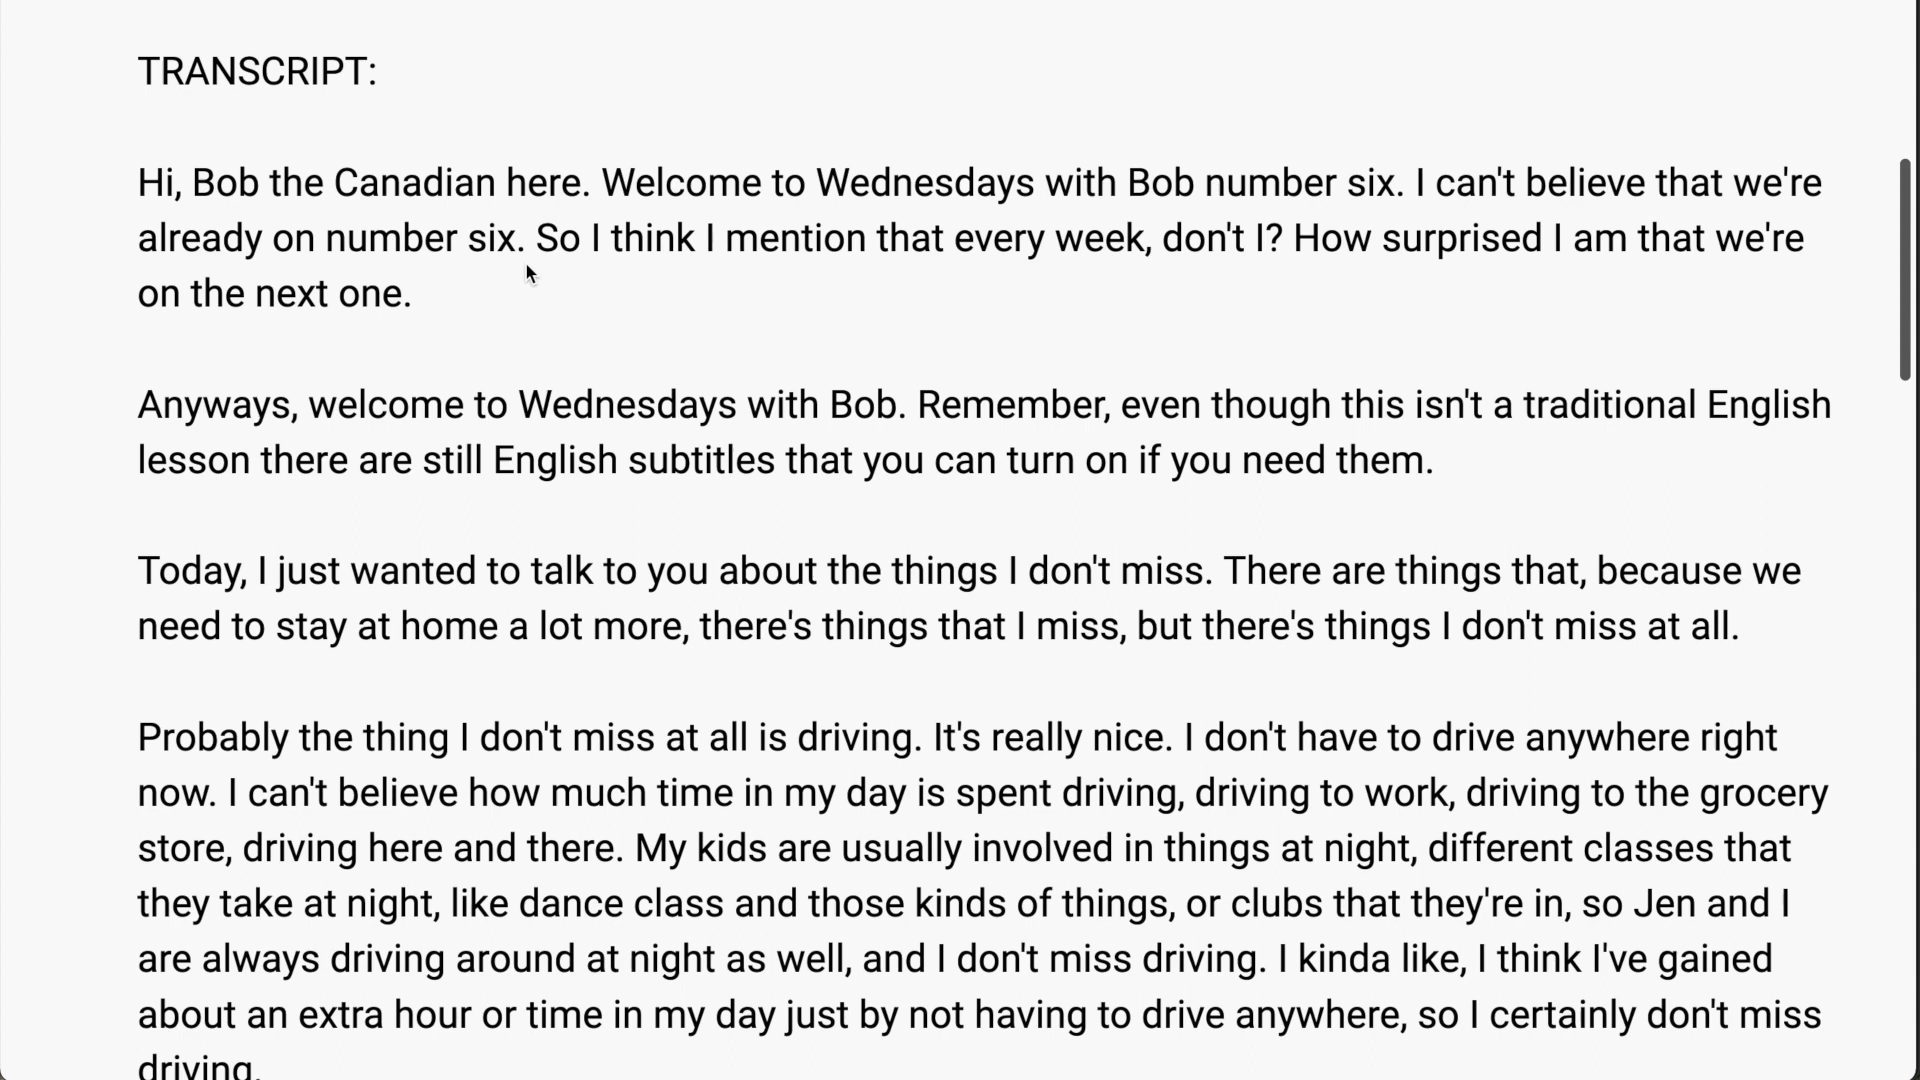 TRANSCRIPT:
Hi, Bob the Canadian here. Welcome to Wednesdays with Bob number six. I can't believe that we're
already on number six. So I think I mention that every week, don't I? How surprised I am that we're
on the next one.
Anyways, welcome to Wednesdays with Bob. Remember, even though this isn't a traditional English
lesson there are still English subtitles that you can turn on if you need them.
Today, I just wanted to talk to you about the things I don't miss. There are things that, because we
need to stay at home a lot more, there's things that I miss, but there's things I don't miss at all.
Probably the thing I don't miss at all is driving. It's really nice. I don't have to drive anywhere right
now. I can't believe how much time in my day is spent driving, driving to work, driving to the grocery
store, driving here and there. My kids are usually involved in things at night, different classes that
they take at night, like dance class and those kinds of things, or clubs that they're in, so Jen and I
are always driving around at night as well, and I don't miss driving. I kinda like, I think I've gained
about an extra hour or time in my day just by not having to drive anywhere, so I certainly don't miss
driving.